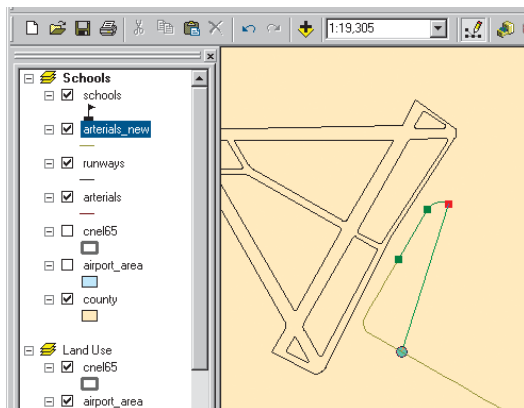 1:19,305
Schools
schools
arterials_new
runways
arterials
cnel65
airport_area
county
Land Use
cnel65
airport_area